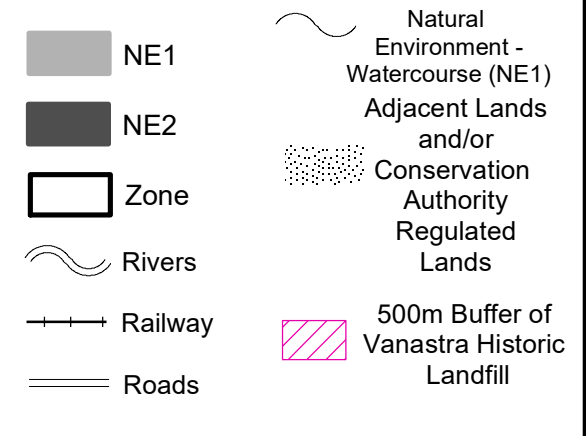 NE1
NE2
Zone
Rivers
Railway
Roads
Natural
Environment -
Watercourse (NE1)
Adjacent Lands
and/or
Conservation
Authority
Regulated
Lands
500m Buffer of
Vanastra Historic
Landfill